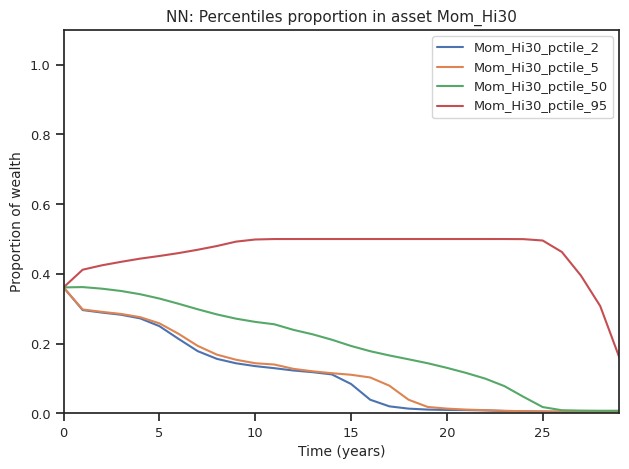 NN: Percentiles proportion in asset Mom_Hi30
Mom_Hi30_pctile_2
Mom_Hi30_pctile_5
Mom_Hi30_pctile_50
Mom_Hi30_pctile_95
Proportion of wealth
1.0
0.8
0.6
0.4
0.2
0.0
0 5 10 15 20 25
Time (years)